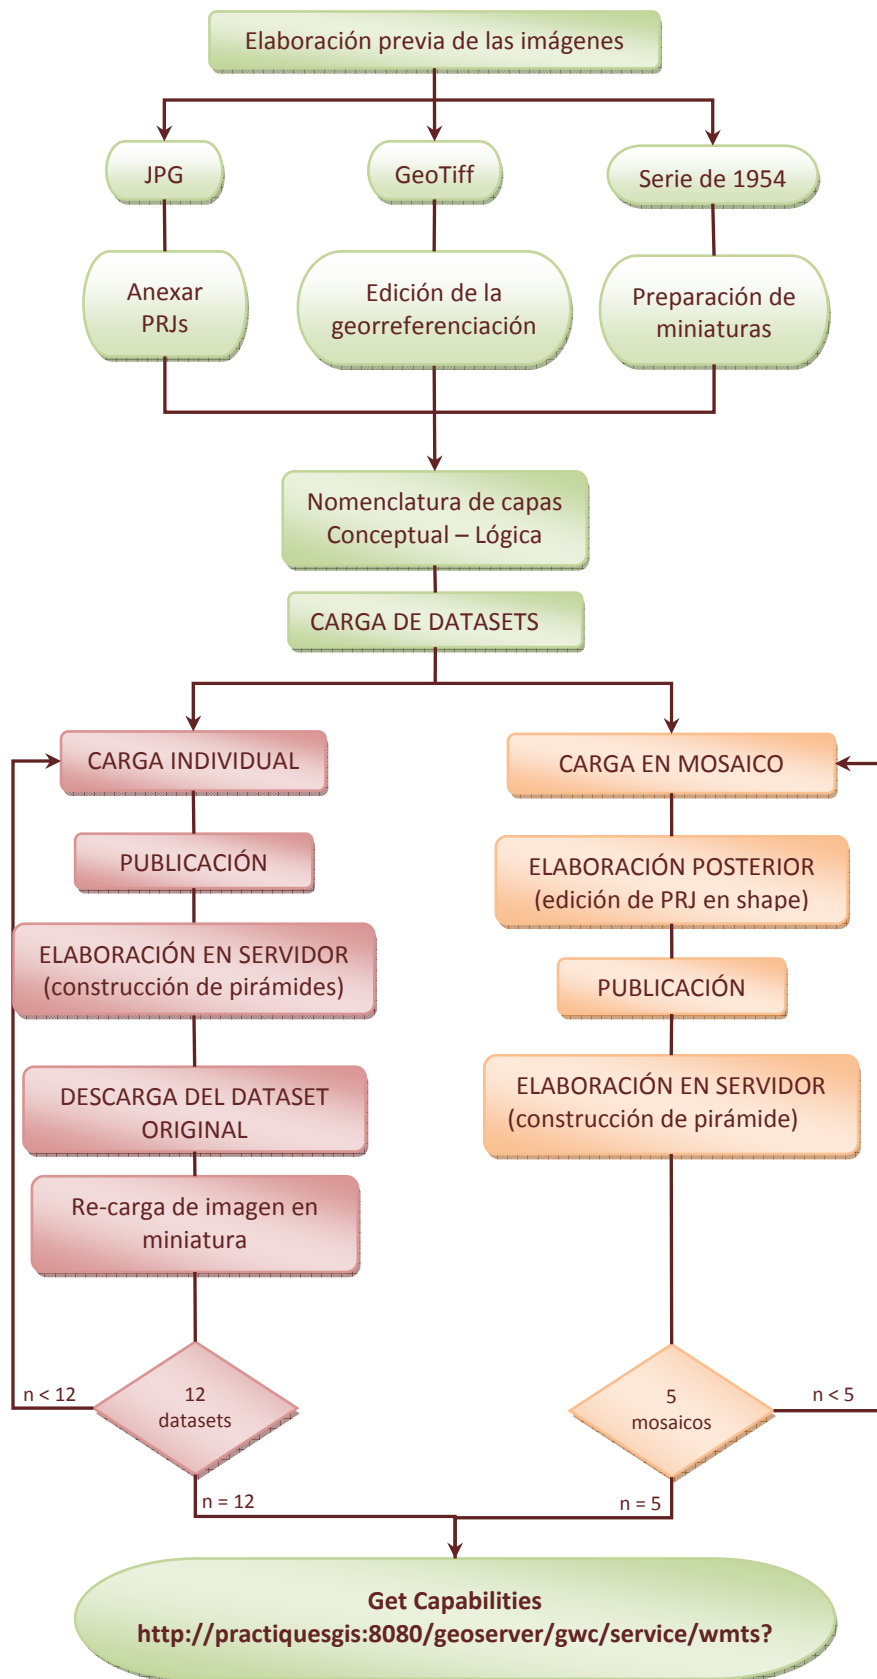 Elaboración previa de las imágenes
JPG
GeoTiff
Serie de 1954
Anexar
PRJs
Edición de la
georreferenciación
Preparación de
miniaturas
Nomenclatura de capas
Conceptual – Lógica
CARGA DE DATASETS
CARGA INDIVIDUAL
PUBLICACIÓN
ELABORACIÓN EN SERVIDOR
(construcción de pirámides)
DESCARGA DEL DATASET
ORIGINAL
Re-carga de imagen en
miniatura
n < 12
12
datasets
n = 12
CARGA EN MOSAICO
ELABORACIÓN POSTERIOR
(edición de PRJ en shape)
PUBLICACIÓN
ELABORACIÓN EN SERVIDOR
(construcción de pirámide)
5
mosaicos
n < 5
n = 5
Get Capabilities
http://practiquesgis:8080/geoserver/gwc/service/wmts?